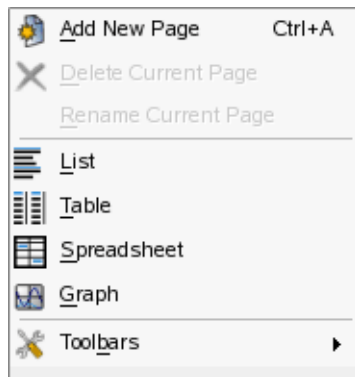 Add New Page Ctrl+A
Delete Current Page
Rename Current Page
List
Table
Spreadsheet
Graph
Toolbars